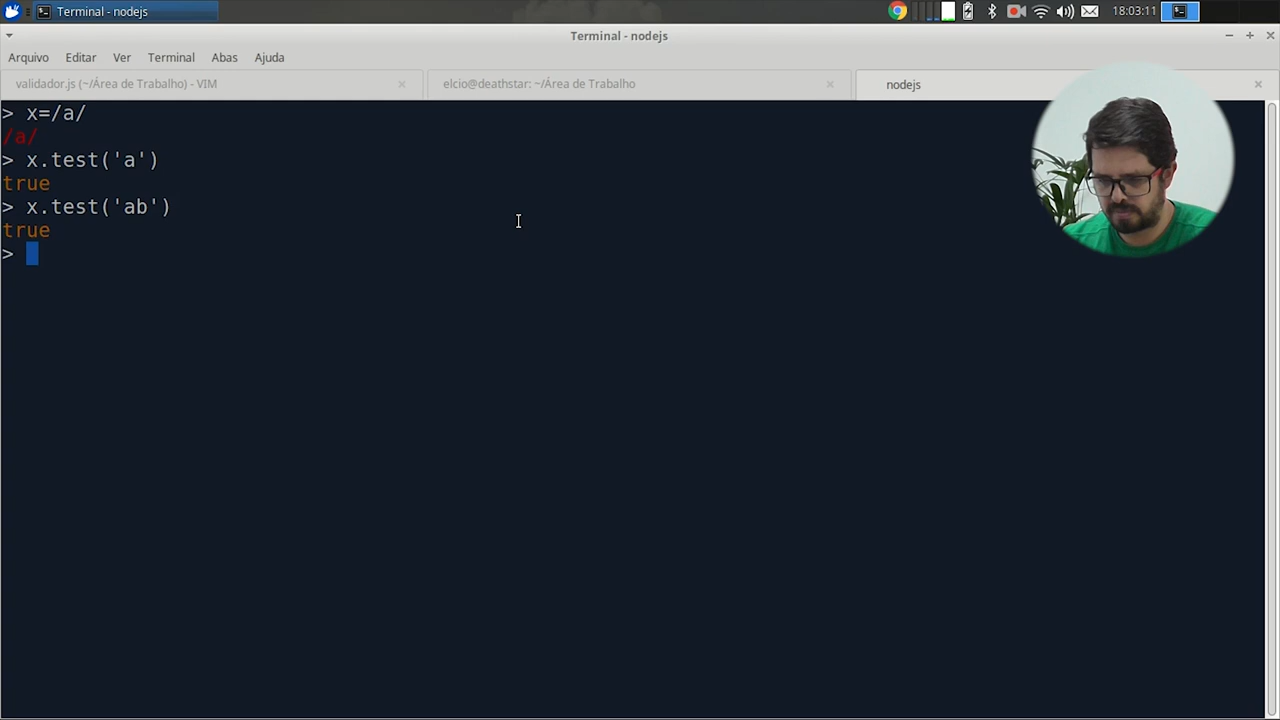 Terminal - nodejs
18:03:11
Terminal - nodejs
Arquivo Editar Ver Terminal Abas Ajuda
validador.js (~/Área de Trabalho) - VIM
elcio@deathstar: ~/Área de Trabalho
nodejs
> x=/a/
/a/
> x.test('a')
true
> x.test('ab')
true
>